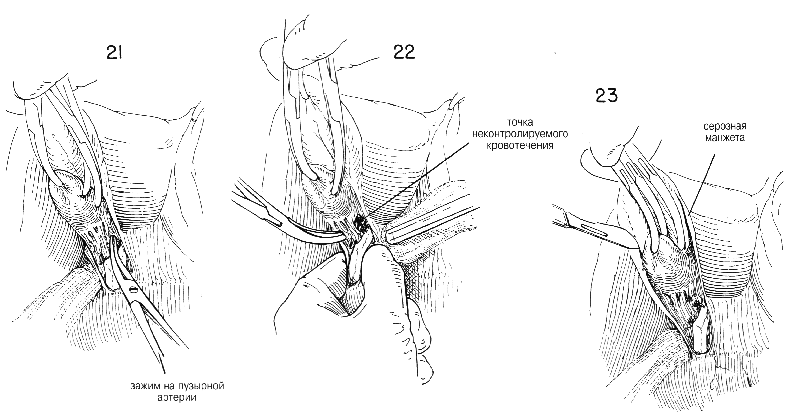 21
22
23
точка
неконтролируемого
кровотечения
серозная
манжета
зажим на пузырной
артерии